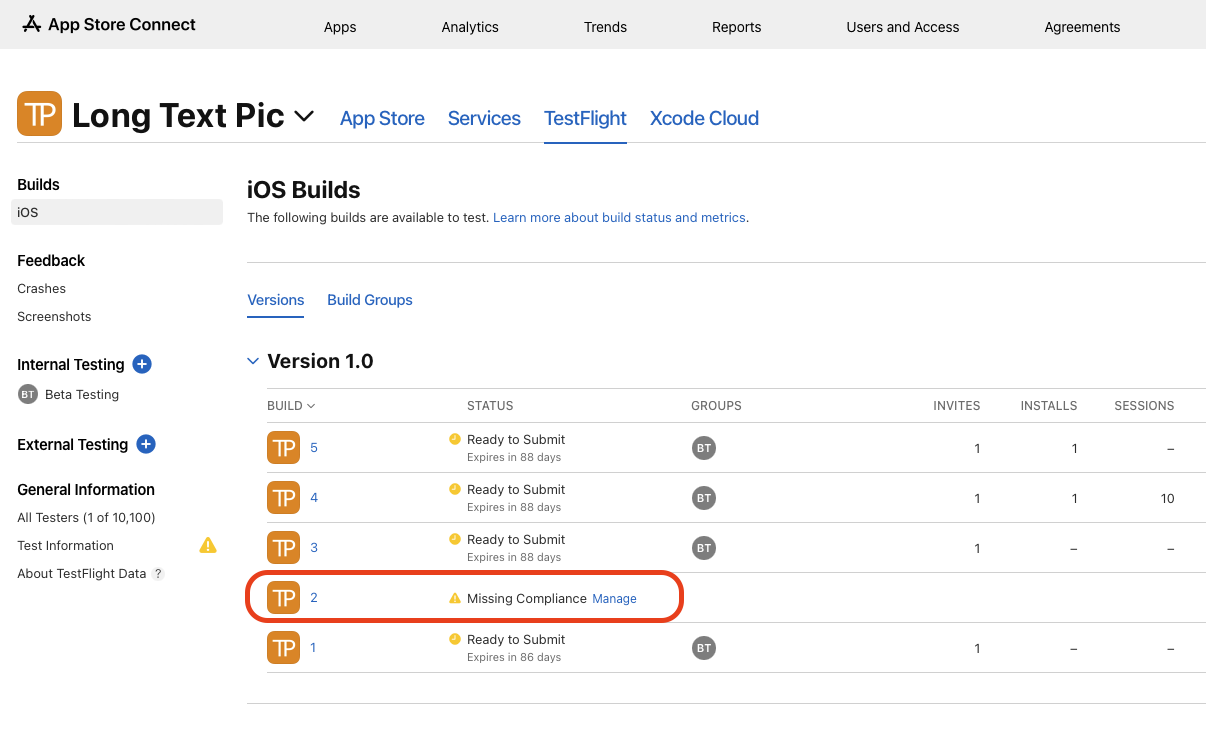 App Store Connect
Apps Analytics Trends Reports Users and Access Agreements
TP Long Text Pic App Store Services TestFlight Xcode Cloud
Builds
iOS
Feedback
Crashes
Screenshots
Internal Testing +
BT Beta Testing
External Testing +
General Information
All Testers (1 of 10,100)
Test Information
About TestFlight Data ?
iOS Builds
The following builds are available to test. Learn more about build status and metrics.
Versions Build Groups
Version 1.0
BUILD STATUS GROUPS INVITES INSTALLS SESSIONS
TP 5 Ready to Submit BT 1 1 –
Expires in 88 days
TP 4 Ready to Submit BT 1 1 10
Expires in 88 days
TP 3 Ready to Submit BT 1 – –
Expires in 88 days
TP 2 Missing Compliance Manage
TP 1 Ready to Submit BT 1 – –
Expires in 86 days